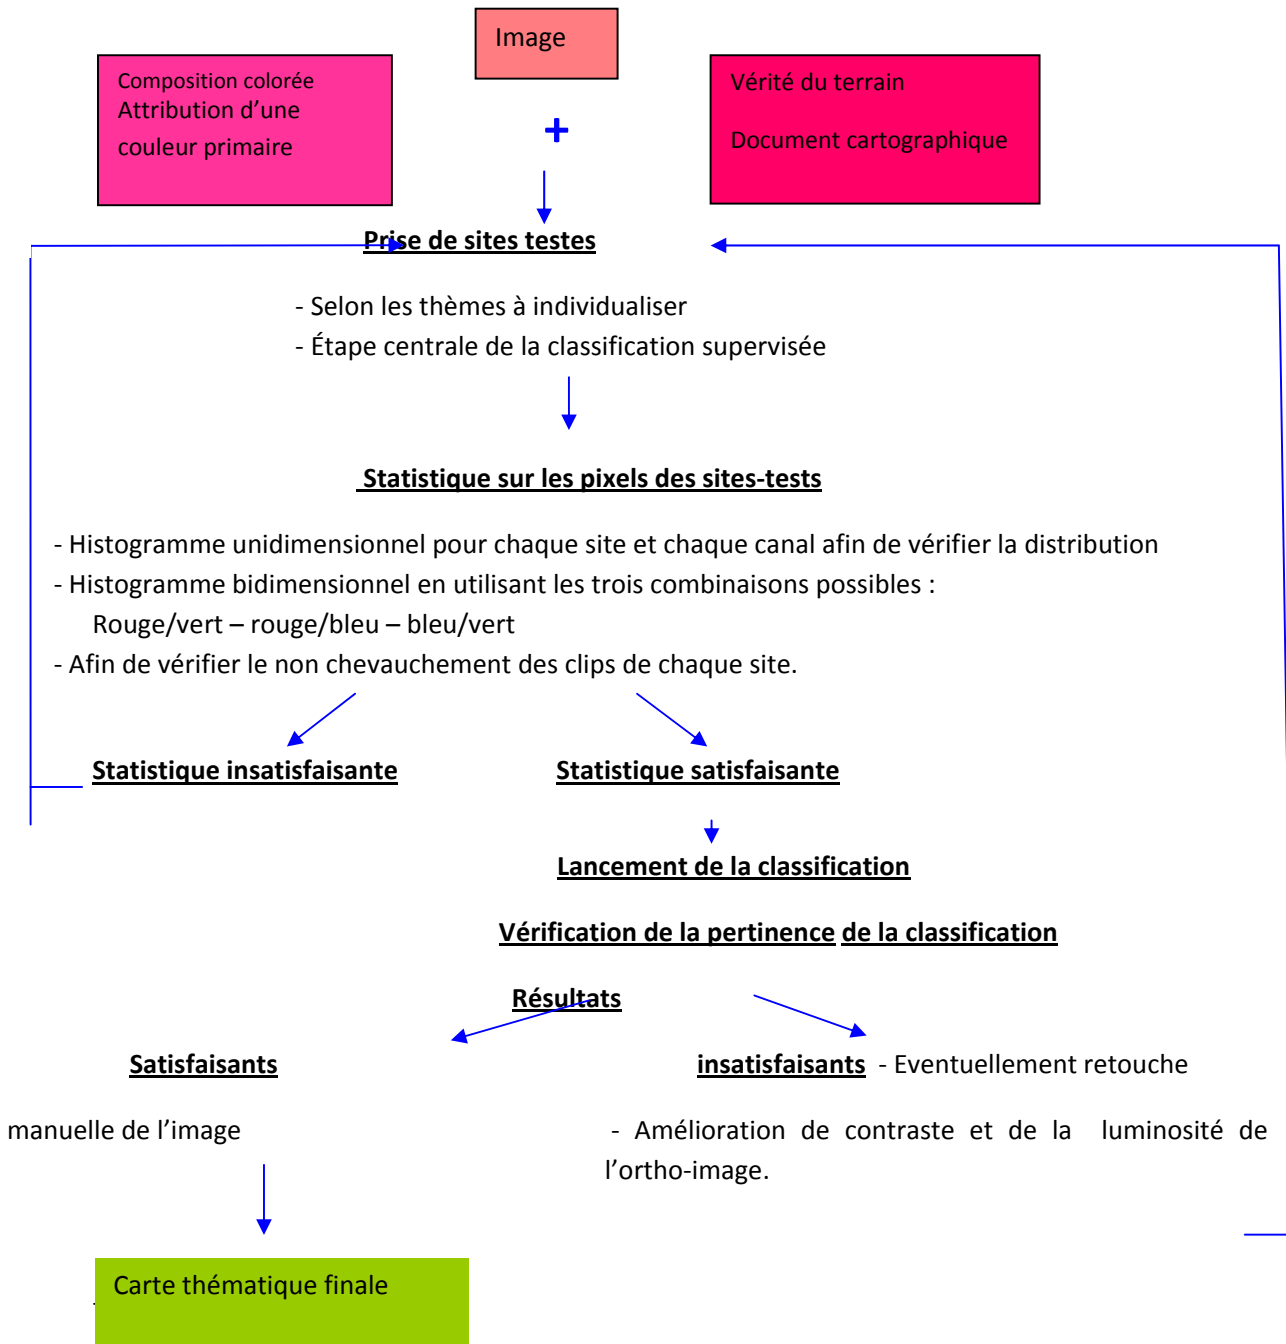 Image
Composition colorée
Attribution d’une
couleur primaire
+
Vérité du terrain
Document cartographique
Prise de sites testes
- Selon les thèmes à individualiser
- Étape centrale de la classification supervisée
Statistique sur les pixels des sites-tests
- Histogramme unidimensionnel pour chaque site et chaque canal afin de vérifier la distribution
- Histogramme bidimensionnel en utilisant les trois combinaisons possibles :
Rouge/vert – rouge/bleu – bleu/vert
- Afin de vérifier le non chevauchement des clips de chaque site.
Statistique insatisfaisante
Statistique satisfaisante
Lancement de la classification
Vérification de la pertinence de la classification
Résultats
Satisfaisants
insatisfaisants - Eventuellement retouche
manuelle de l’image
- Amélioration de contraste et de la luminosité de
l’ortho-image.
Carte thématique finale